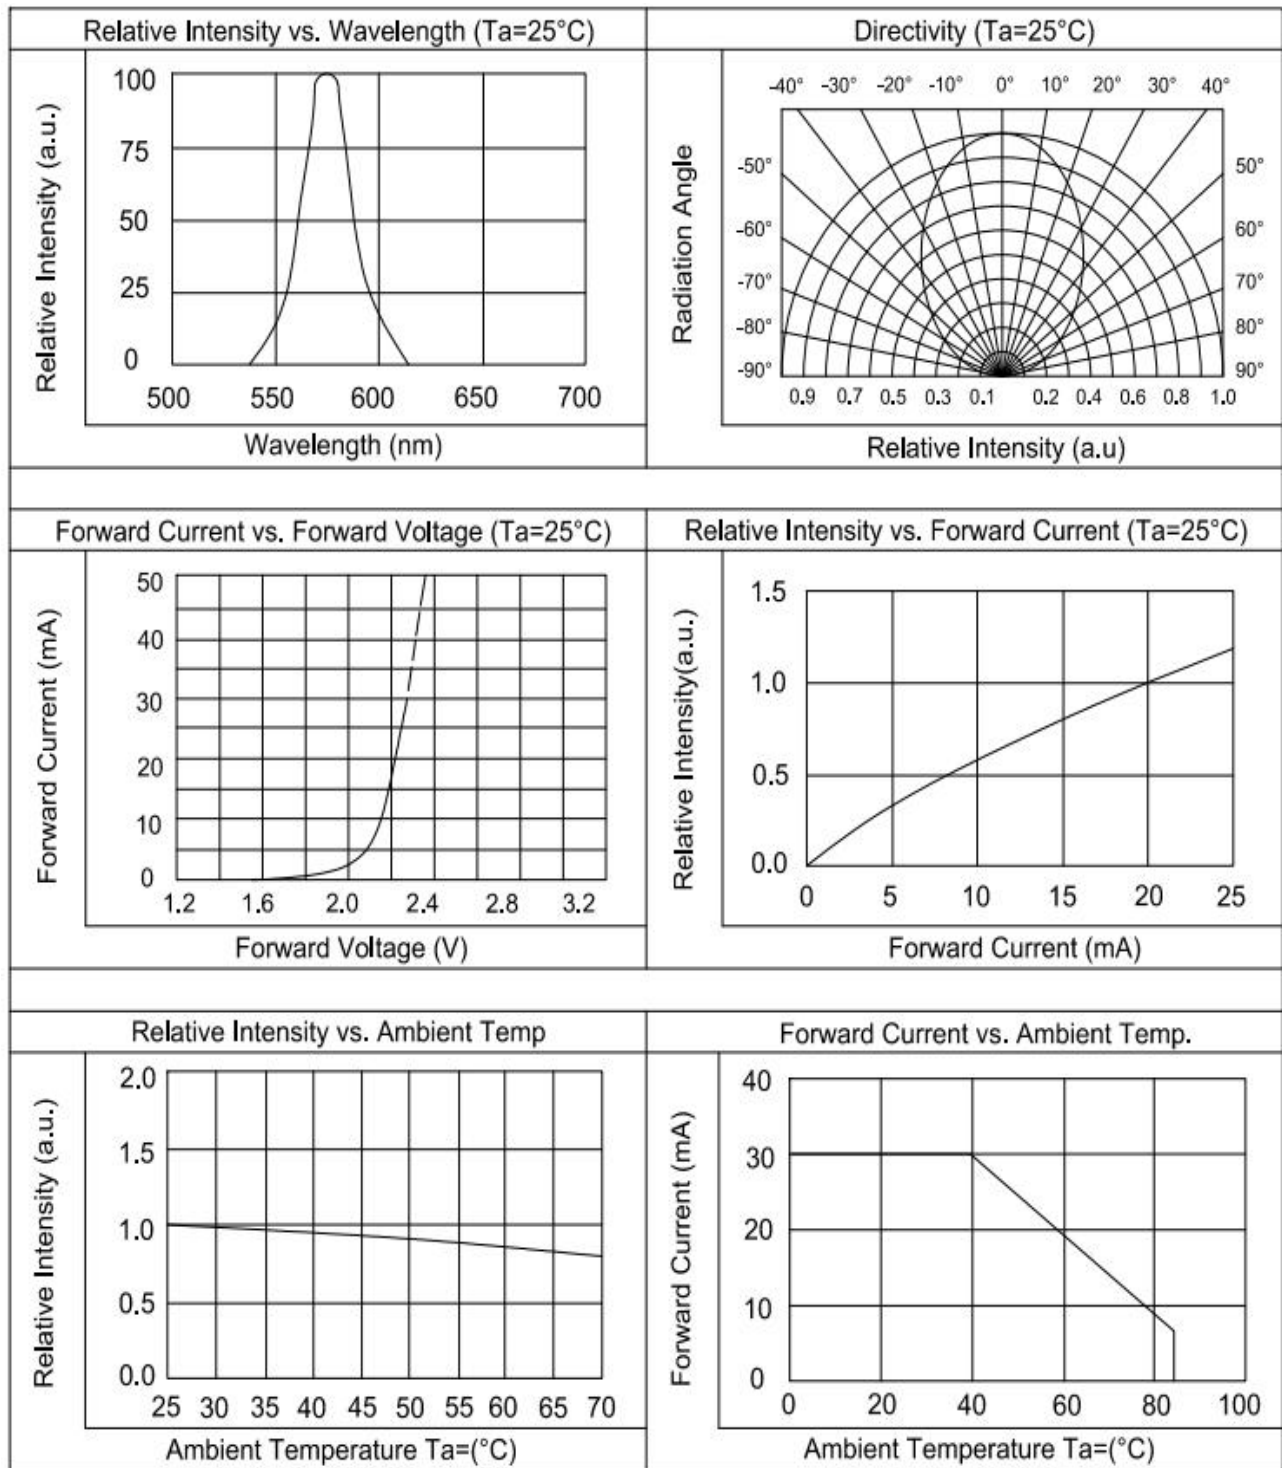 Relative Intensity vs. Wavelength (Ta=25°C)
Relative Intensity (a.u.)
100
75
50
25
0
500 550 600 650 700
Wavelength (nm)
Directivity (Ta=25°C)
Radiation Angle
-40° -30° -20° -10° 0° 10° 20° 30° 40°
-50° 50°
-60° 60°
-70° 70°
-80° 80°
-90° 90°
0.9 0.7 0.5 0.3 0.1 0.2 0.4 0.6 0.8 1.0
Relative Intensity (a.u)
Forward Current vs. Forward Voltage (Ta=25°C)
Forward Current (mA)
50
40
30
20
10
0
1.2 1.6 2.0 2.4 2.8 3.2
Forward Voltage (V)
Relative Intensity vs. Forward Current (Ta=25°C)
Relative Intensity(a.u.)
1.5
1.0
0.5
0.0
0 5 10 15 20 25
Forward Current (mA)
Relative Intensity vs. Ambient Temp
Relative Intensity (a.u.)
2.0
1.5
1.0
0.5
0.0
25 30 35 40 45 50 55 60 65 70
Ambient Temperature Ta=(°C)
Forward Current vs. Ambient Temp.
Forward Current (mA)
40
30
20
10
0
0 20 40 60 80 100
Ambient Temperature Ta=(°C)